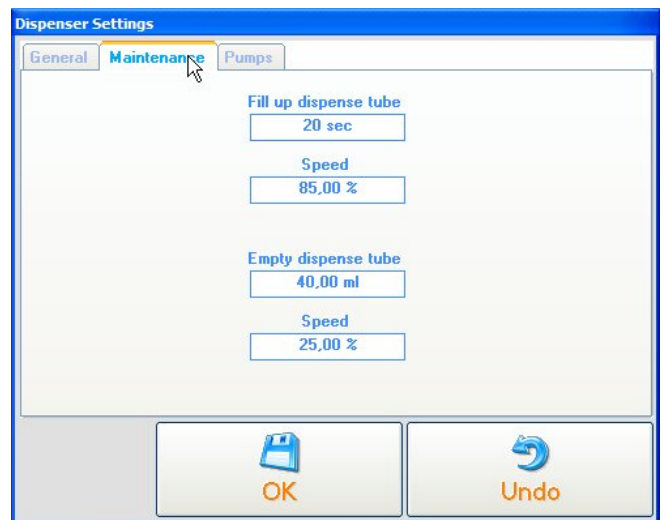 Dispenser Settings
General Maintenance Pumps
Fill up dispense tube
20 sec
Speed
85,00 %
Empty dispense tube
40,00 ml
Speed
25,00 %
OK Undo